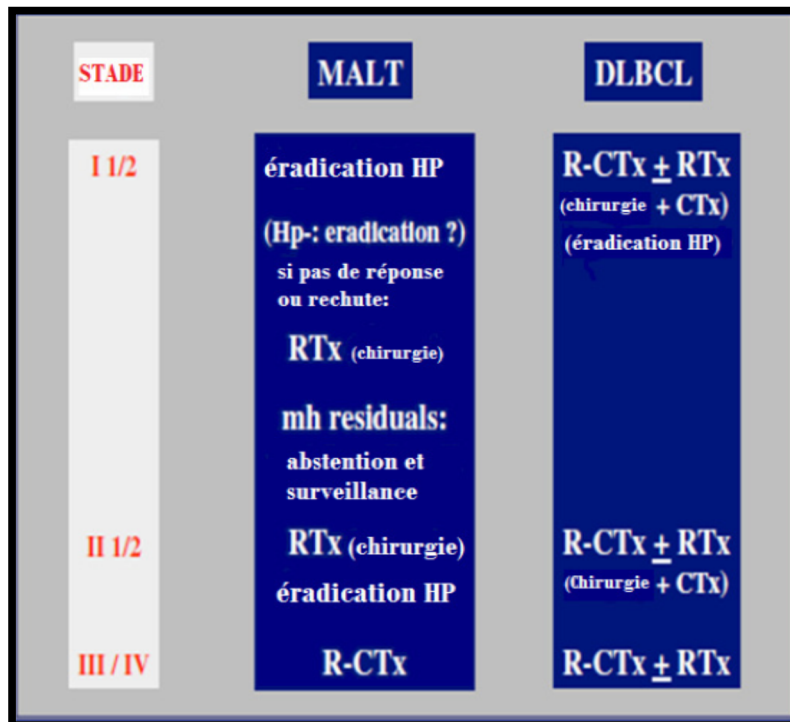 STADE MALT DLBCL
I 1/2 éradication HP R-CTx ± RTx
(chirurgie + CTx)
(Hp-: eradication ?) (éradication HP)
si pas de réponse
ou rechute:
RTx (chirurgie)
mh residuals:
abstention et
surveillance
II 1/2 RTx (chirurgie) R-CTx ± RTx
éradication HP (Chirurgie + CTx)
III / IV R-CTx R-CTx ± RTx